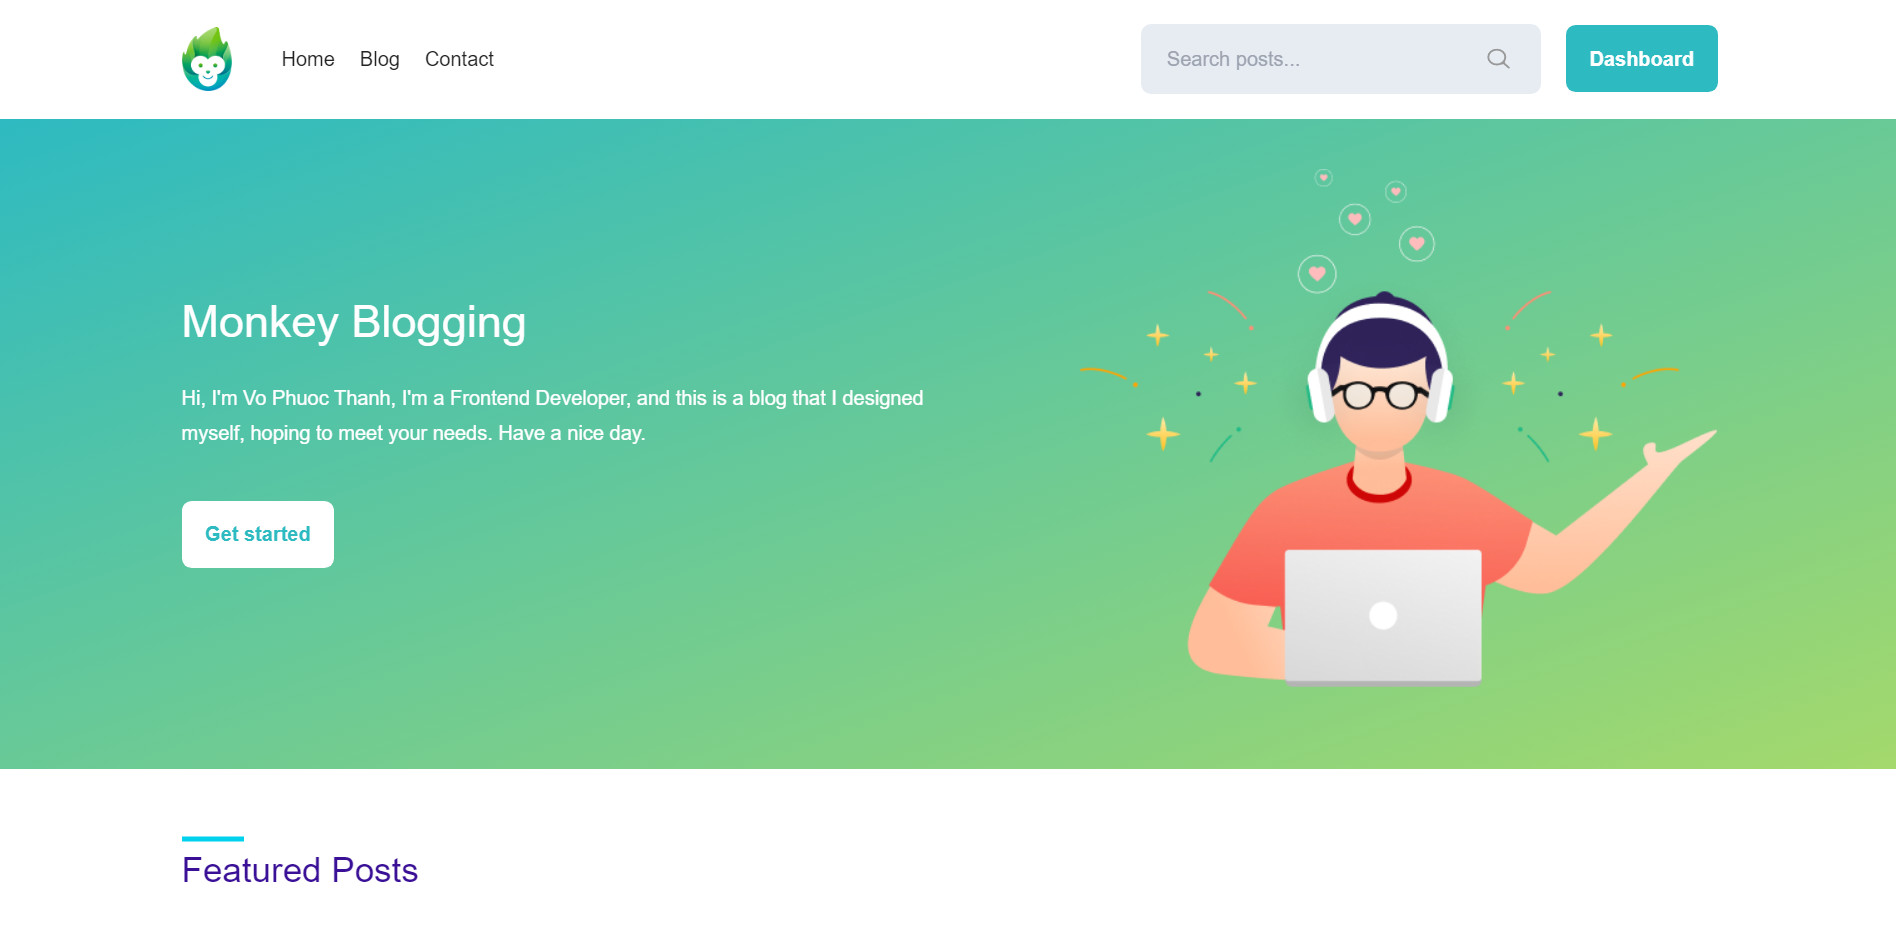 Home Blog Contact Search posts... Dashboard
Monkey Blogging
Hi, I'm Vo Phuoc Thanh, I'm a Frontend Developer, and this is a blog that I designed
myself, hoping to meet your needs. Have a nice day.
Get started
Featured Posts